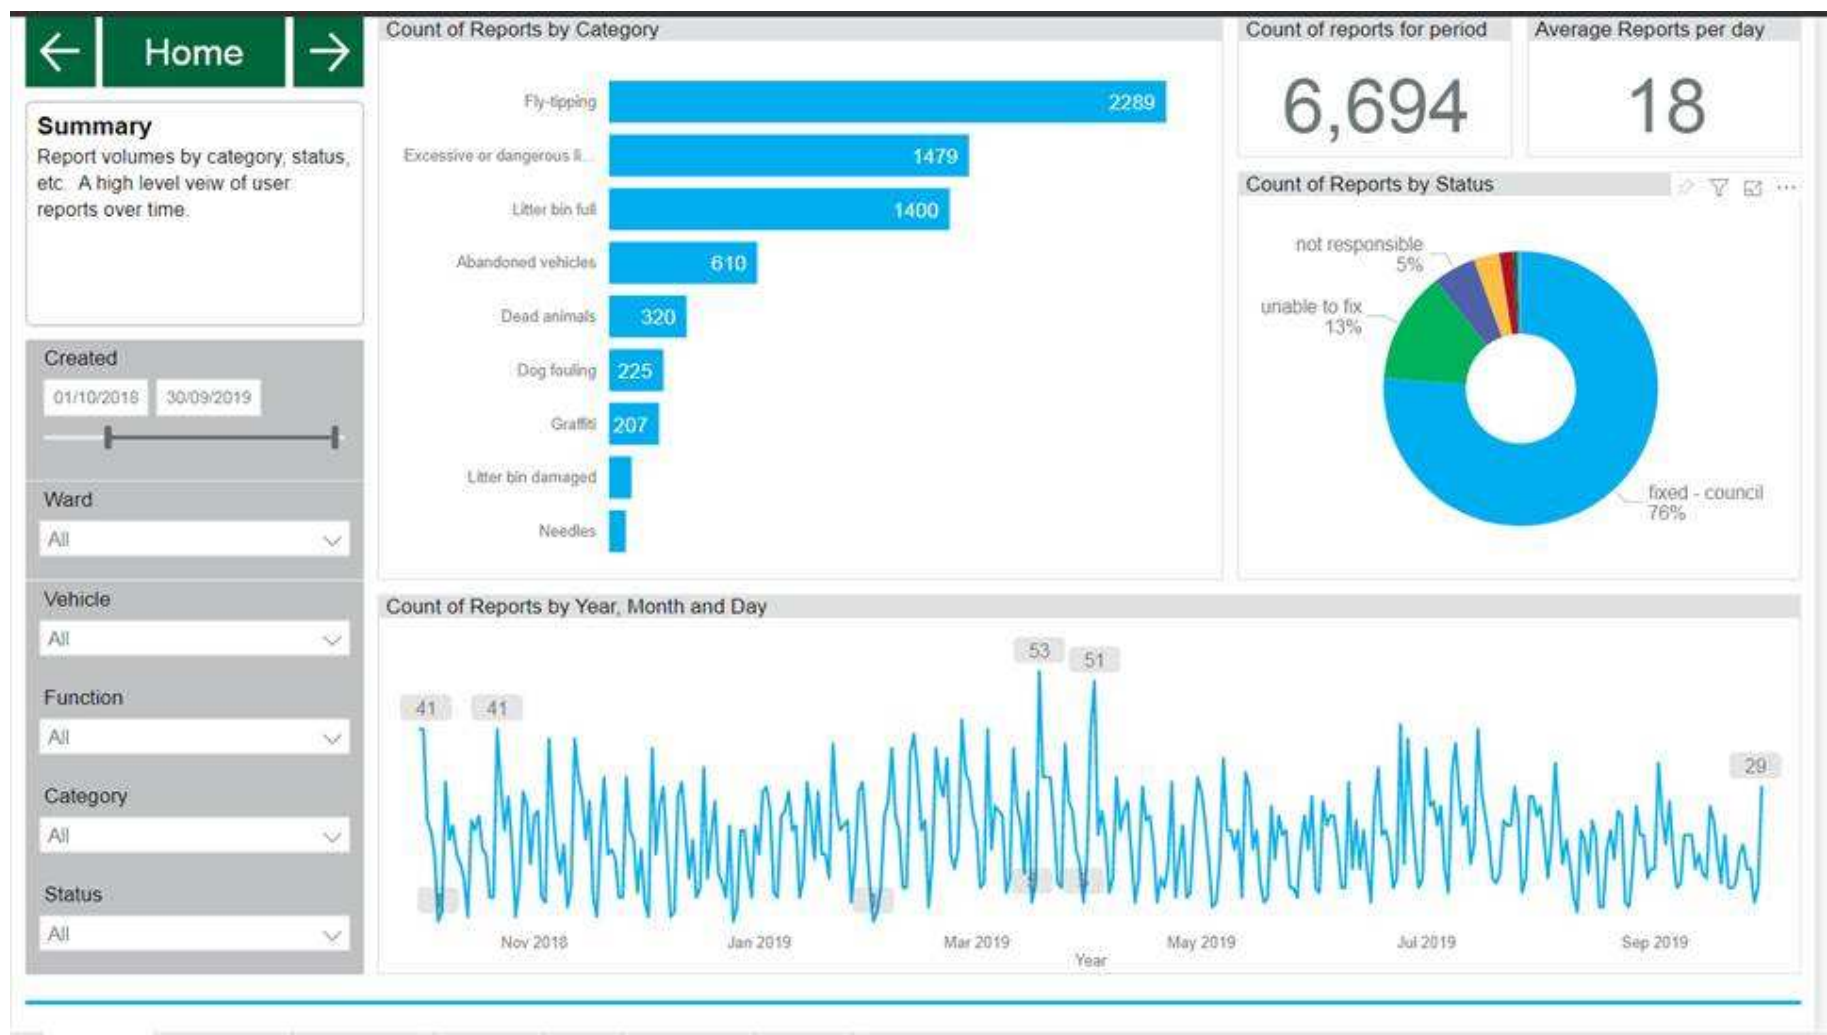 Home
Summary
Report volumes by category, status,
etc. A high level veiw of user
reports over time.
Created
01/10/2018 30/09/2019
Ward
All
Vehicle
All
Function
All
Category
All
Status
All
Count of Reports by Category
Fly-tipping 2289
Excessive or dangerous li... 1479
Litter bin full 1400
Abandoned vehicles 610
Dead animals 320
Dog fouling 225
Graffiti 207
Litter bin damaged
Needles
Count of reports for period
6,694
Average Reports per day
18
Count of Reports by Status
not responsible
5%
unable to fix
13%
fixed - council
76%
Count of Reports by Year, Month and Day
53
51
41 41
29
Nov 2018 Jan 2019 Mar 2019 May 2019 Jul 2019 Sep 2019
Year